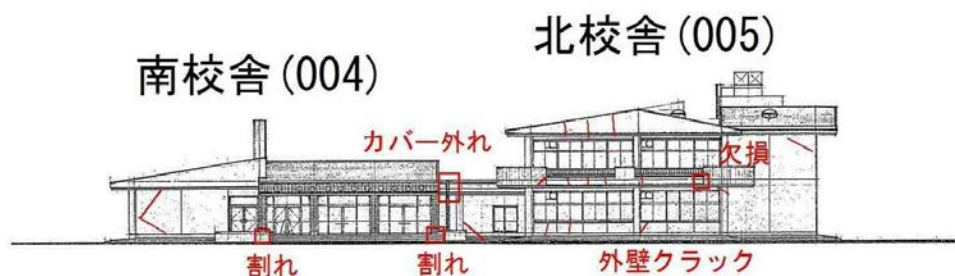 北校舎(005)
南校舎(004)
カバー外れ
欠損
割れ
割れ
外壁クラック